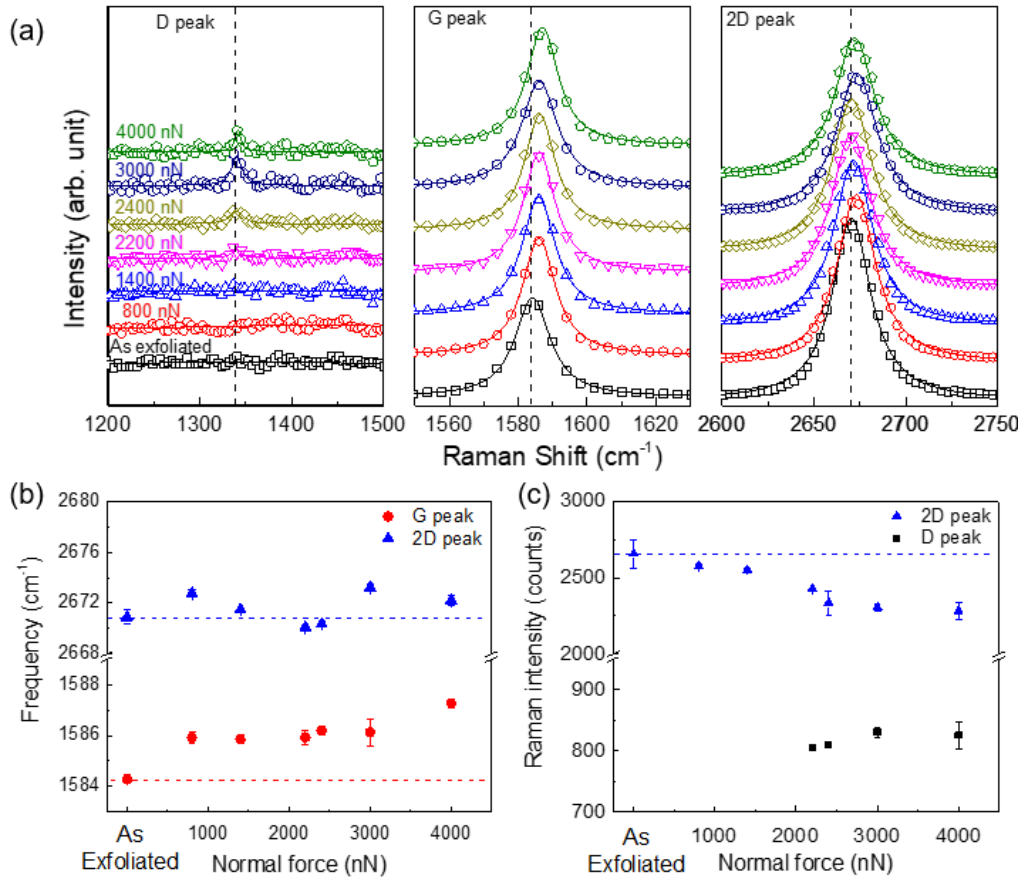 (a)
D peak
G peak
2D peak
Intensity (arb. unit)
4000 nN
3000 nN
2400 nN
2200 nN
1400 nN
800 nN
As exfoliated
1200 1300 1400 1500
1560 1580 1600 1620
2600 2650 2700 2750
Raman Shift (cm-1)
(b)
G peak
2D peak
Frequency (cm-1)
2680
2676
2672
2668
1588
1586
1584
As
Exfoliated
1000 2000 3000 4000
Normal force (nN)
(c)
2D peak
D peak
Raman intensity (counts)
3000
2500
2000
900
800
700
As
Exfoliated
1000 2000 3000 4000
Normal force (nN)